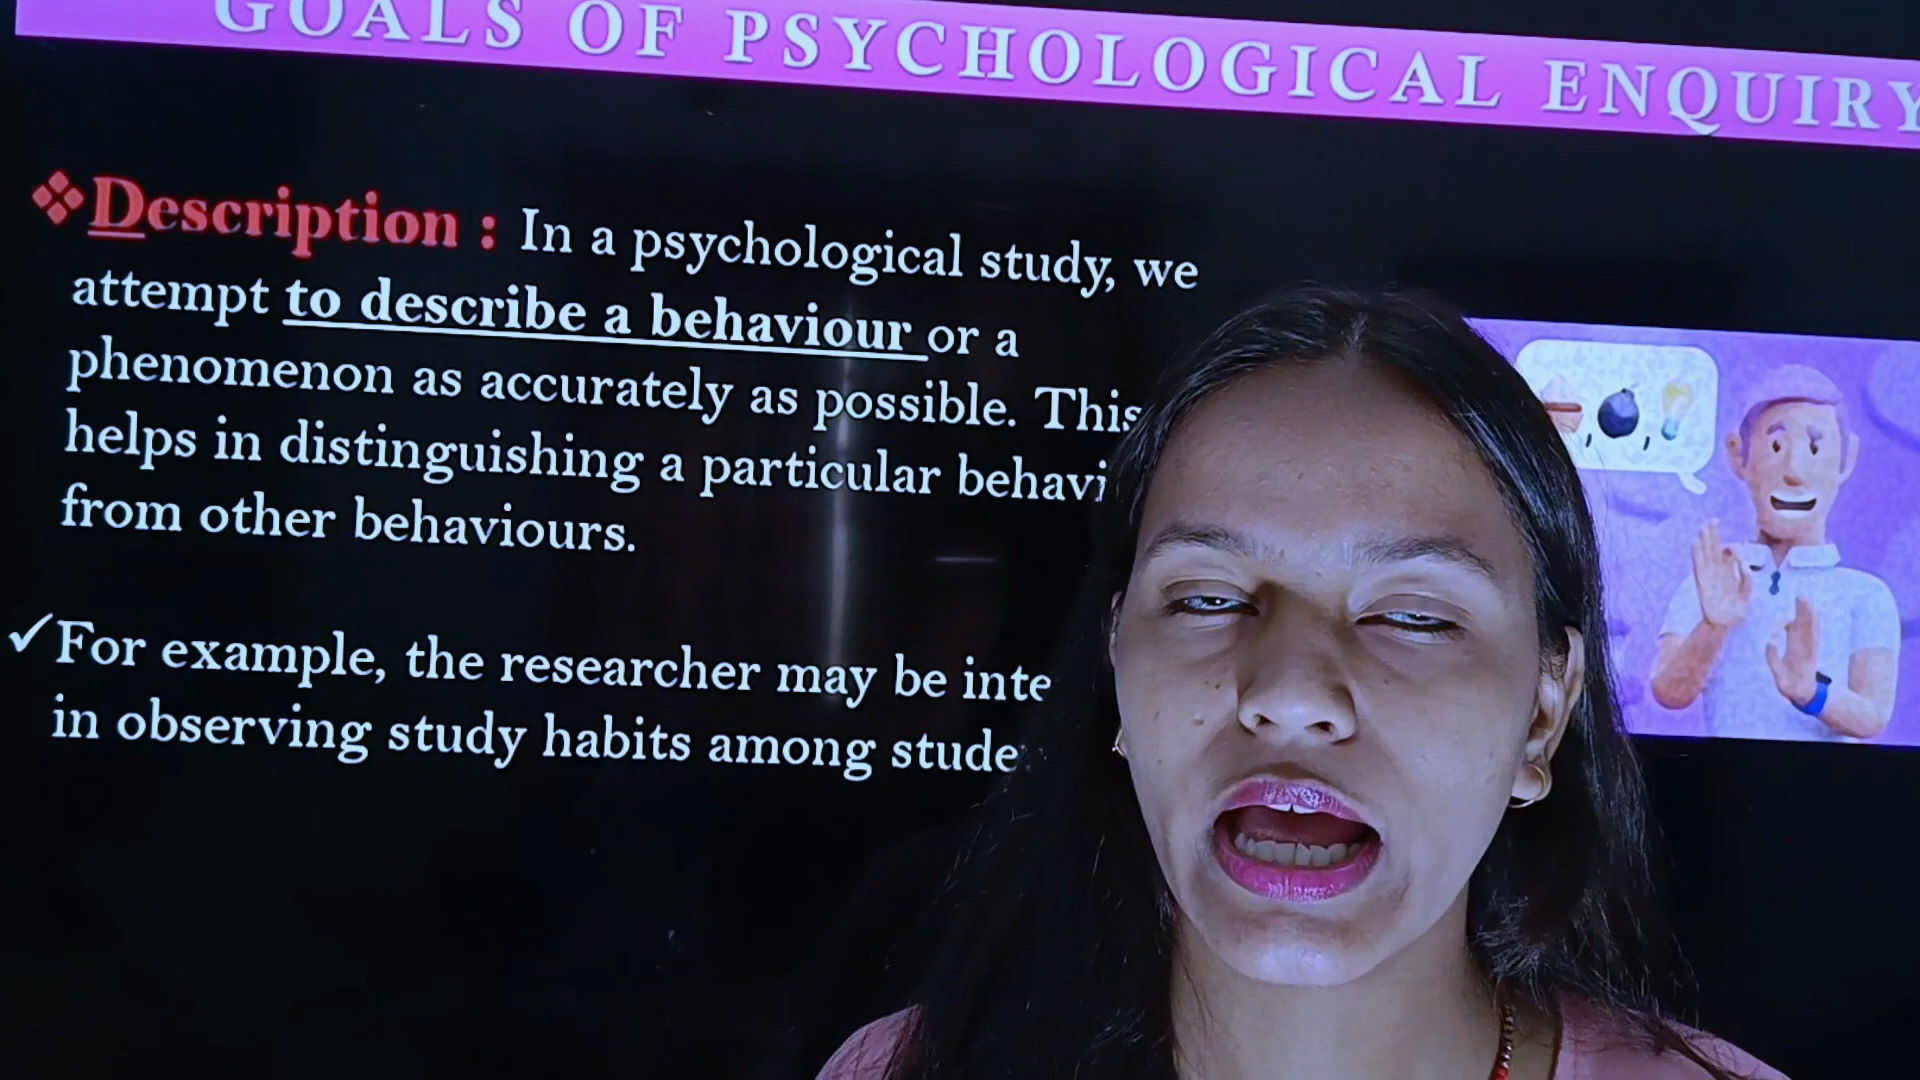 GOALS OF PSYCHOLOGICAL ENQUIRY
❖Description : In a psychological study, we
attempt to describe a behaviour or a
phenomenon as accurately as possible. This
helps in distinguishing a particular behavi
from other behaviours.
✓For example, the researcher may be inte
in observing study habits among stude